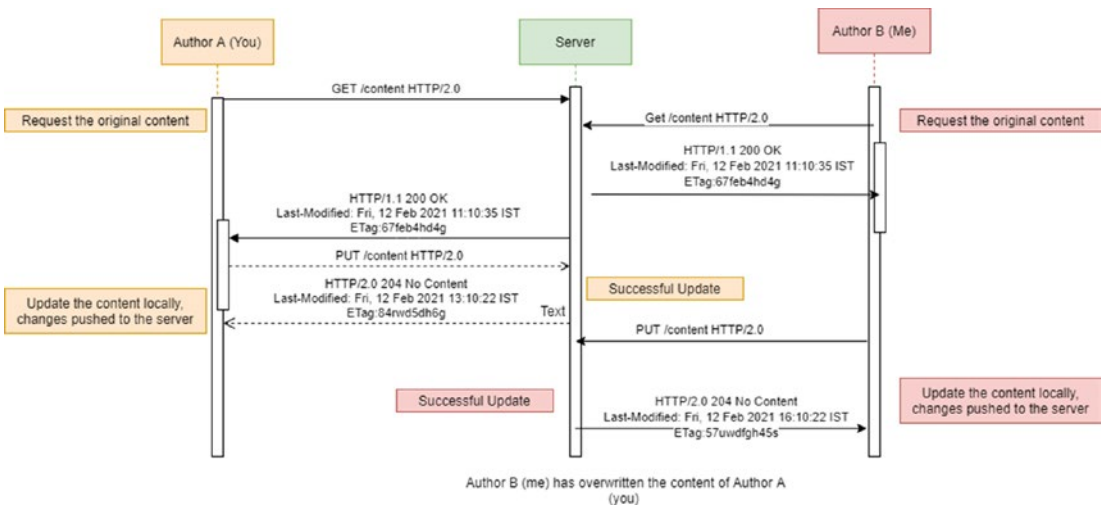 Author A (You)
Server
Author B (Me)
GET /content HTTP/2.0
Request the original content
Get /content HTTP/2.0
Request the original content
HTTP/1.1 200 OK
Last-Modified: Fri, 12 Feb 2021 11:10:35 IST
ETag:67feb4hd4g
HTTP/1.1 200 OK
Last-Modified: Fri, 12 Feb 2021 11:10:35 IST
ETag:67feb4hd4g
PUT /content HTTP/2.0
HTTP/2.0 204 No Content
Last-Modified: Fri, 12 Feb 2021 13:10:22 IST
ETag:84rwd5dh6g
Text
Successful Update
Update the content locally,
changes pushed to the server
PUT /content HTTP/2.0
Successful Update
HTTP/2.0 204 No Content
Last-Modified: Fri, 12 Feb 2021 16:10:22 IST
ETag:57uwdfgh45s
Update the content locally,
changes pushed to the server
Author B (me) has overwritten the content of Author A
(you)